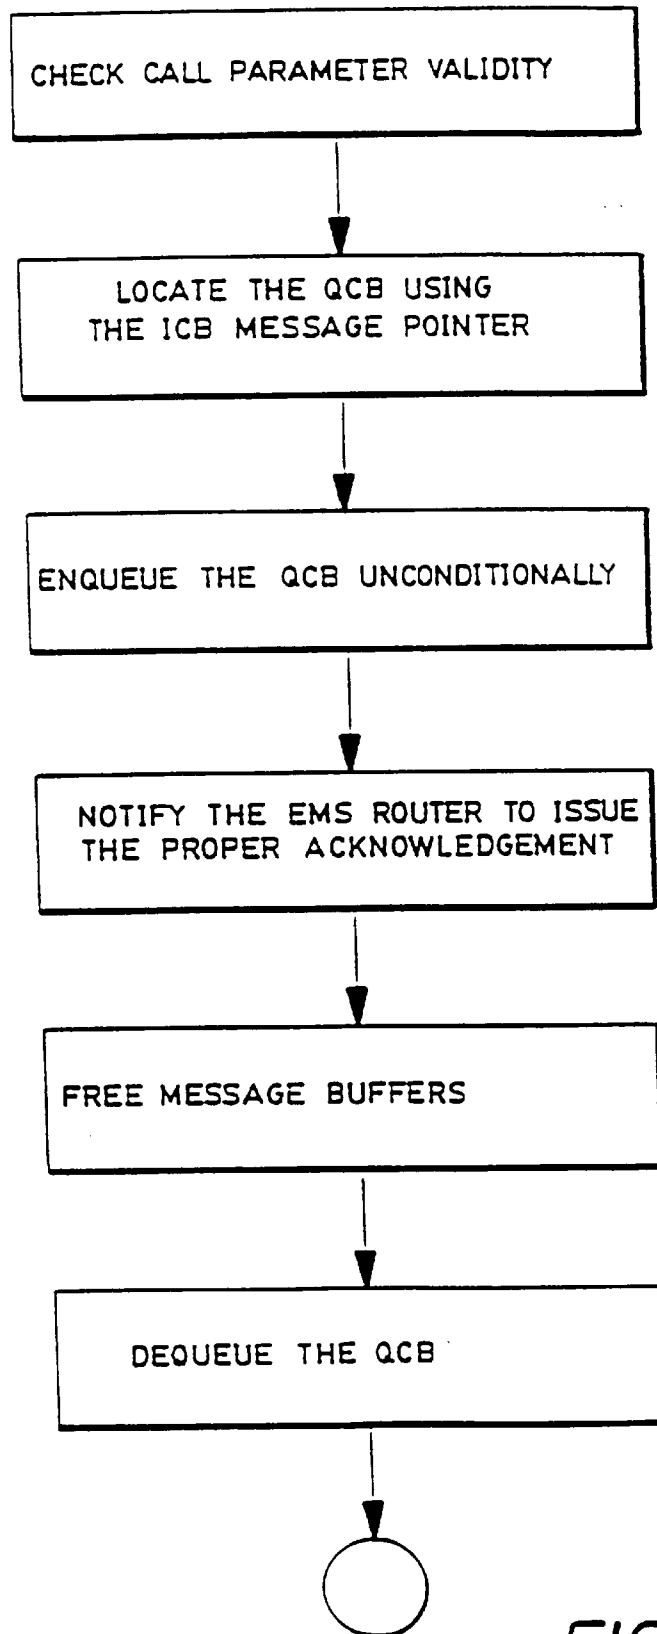 CHECK CALL PARAMETER VALIDITY
LOCATE THE QCB USING
THE ICB MESSAGE POINTER
ENQUEUE THE QCB UNCONDITIONALLY
NOTIFY THE EMS ROUTER TO ISSUE
THE PROPER ACKNOWLEDGEMENT
FREE MESSAGE BUFFERS
DEQUEUE THE QCB